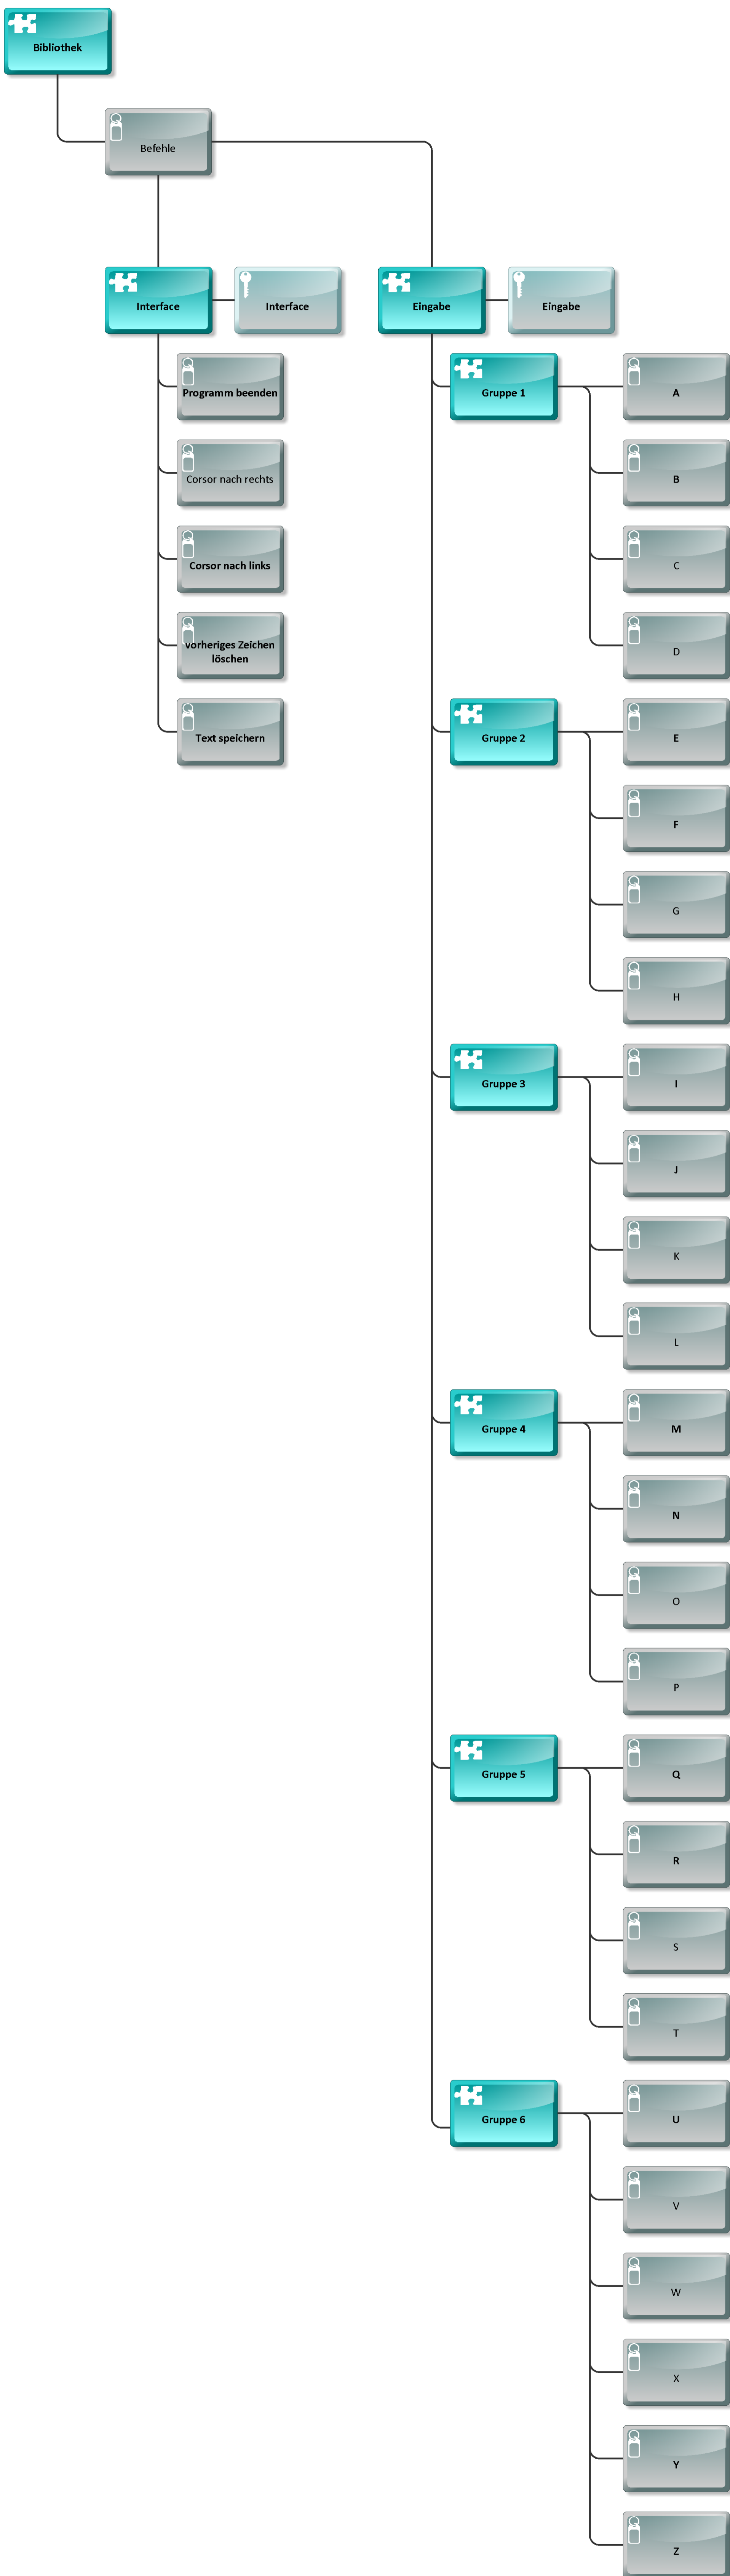 Bibliothek
Befehle
Interface
Interface
Eingabe
Eingabe
Programm beenden
Corsor nach rechts
Corsor nach links
vorheriges Zeichen
löschen
Text speichern
Gruppe 1
A
B
C
D
Gruppe 2
E
F
G
H
Gruppe 3
I
J
K
L
Gruppe 4
M
N
O
P
Gruppe 5
Q
R
S
T
Gruppe 6
U
V
W
X
Y
Z